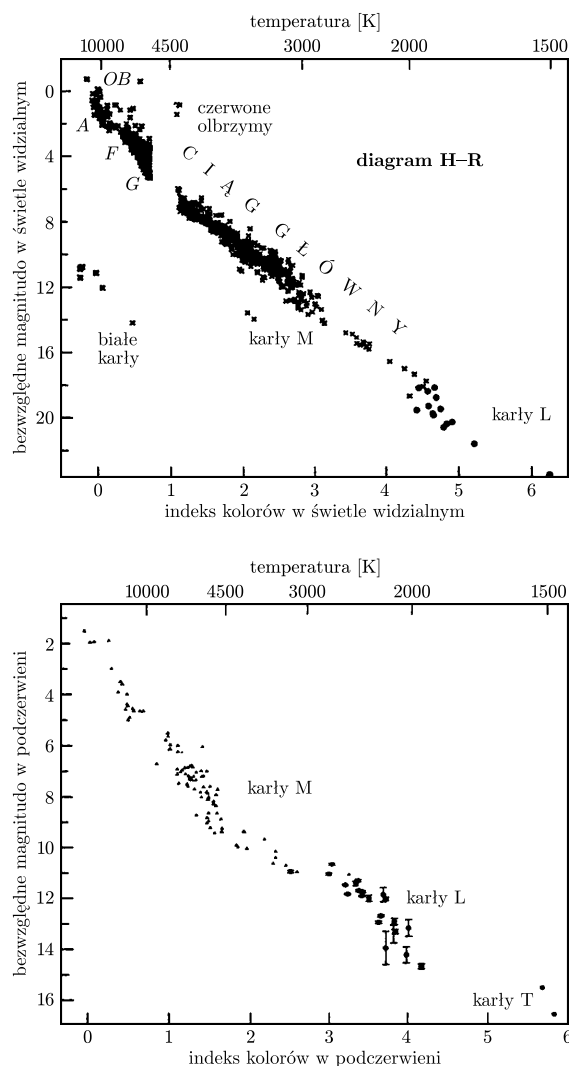 temperatura [K]
10000 4500 3000 2000 1500
bezwzględne magnitudo w świetle widzialnym
0
4
8
12
16
20
OB
A
F
G
czerwone
olbrzymy
diagram H–R
CIĄG GŁÓWNY
białe
karły
karły M
karły L
0 1 2 3 4 5 6
indeks kolorów w świetle widzialnym
temperatura [K]
10000 4500 3000 2000 1500
bezwzględne magnitudo w podczerwieni
2
4
6
8
10
12
14
16
karły M
karły L
karły T
0 1 2 3 4 5 6
indeks kolorów w podczerwieni